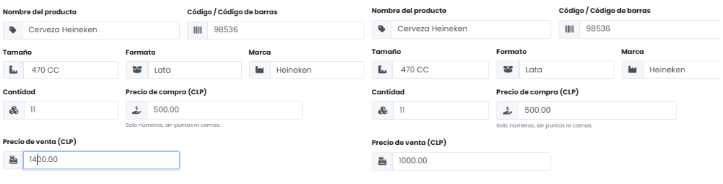 Nombre del producto
Código / Código de barras
Cerveza Heineken
98536
Tamaño
Formato
Marca
470 CC
Lata
Heineken
Cantidad
Precio de compra (CLP)
11
500.00
Solo números, sin puntos ni comas.
Precio de venta (CLP)
1400.00
Nombre del producto
Código / Código de barras
Cerveza Heineken
98536
Tamaño
Formato
Marca
470 CC
Lata
Heineken
Cantidad
Precio de compra (CLP)
11
500.00
Solo números, sin puntos ni comas.
Precio de venta (CLP)
1000.00